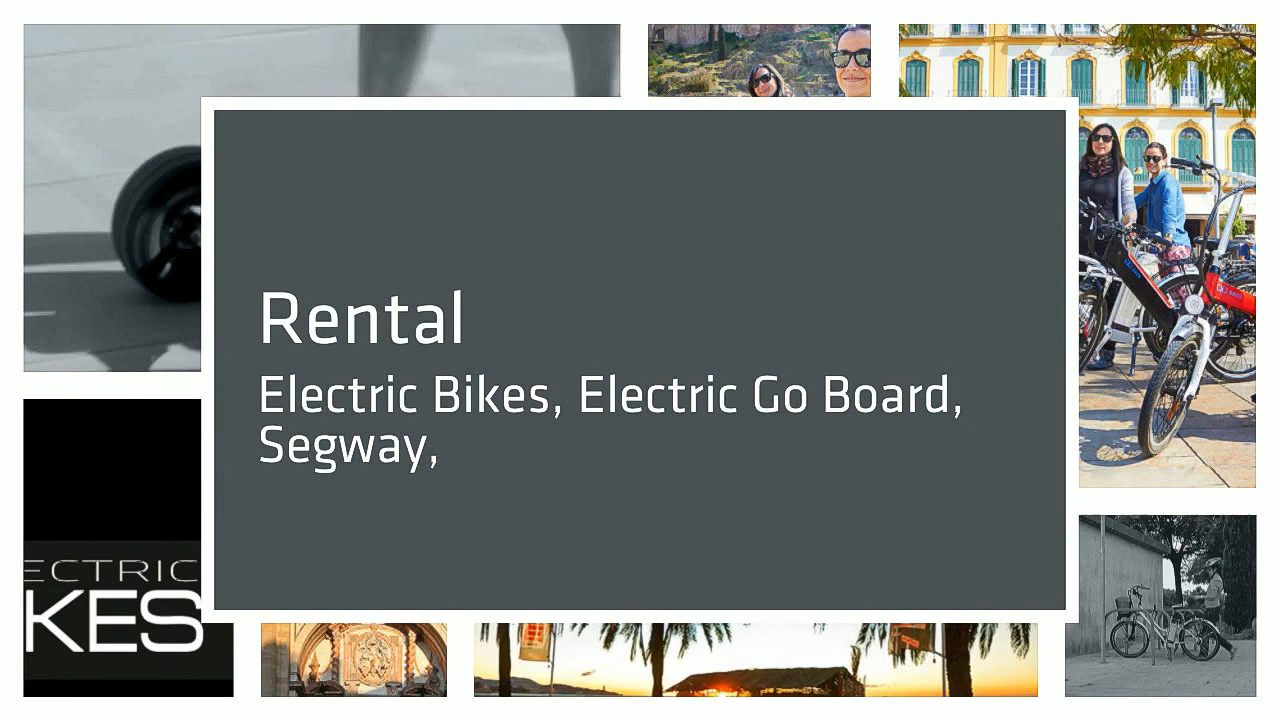 Rental
Electric Bikes, Electric Go Board,
Segway,
ECTRIC
KES